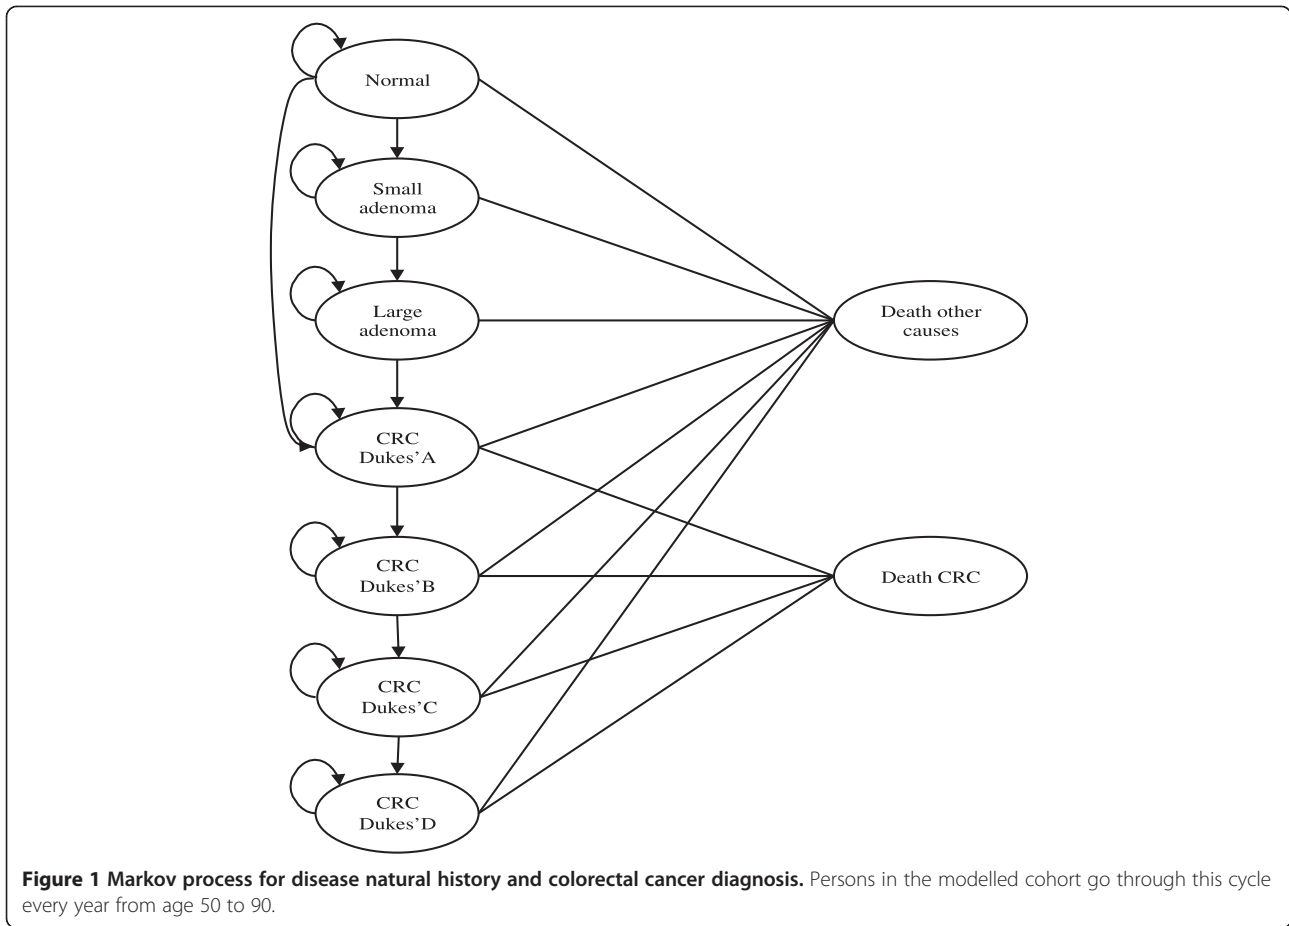 Normal
Small
adenoma
Large
adenoma
Death other
causes
CRC
Dukes’A
CRC
Dukes’B
Death CRC
CRC
Dukes’C
CRC
Dukes’D
Figure 1 Markov process for disease natural history and colorectal cancer diagnosis. Persons in the modelled cohort go through this cycle
every year from age 50 to 90.